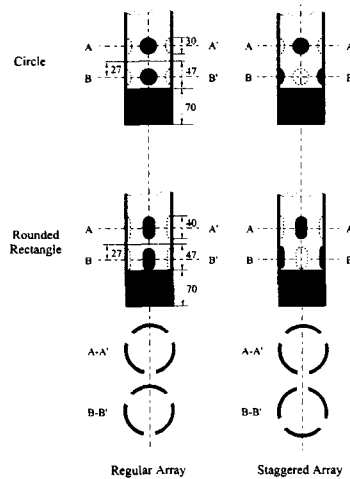 Circle
A
A'
30
27
47
B
B'
70
A
A'
B
B'
Rounded
Rectangle
A
A'
40
27
47
B
B'
70
A
A'
B
B'
A-A'
A-A'
B-B'
B-B'
Regular Array
Staggered Array